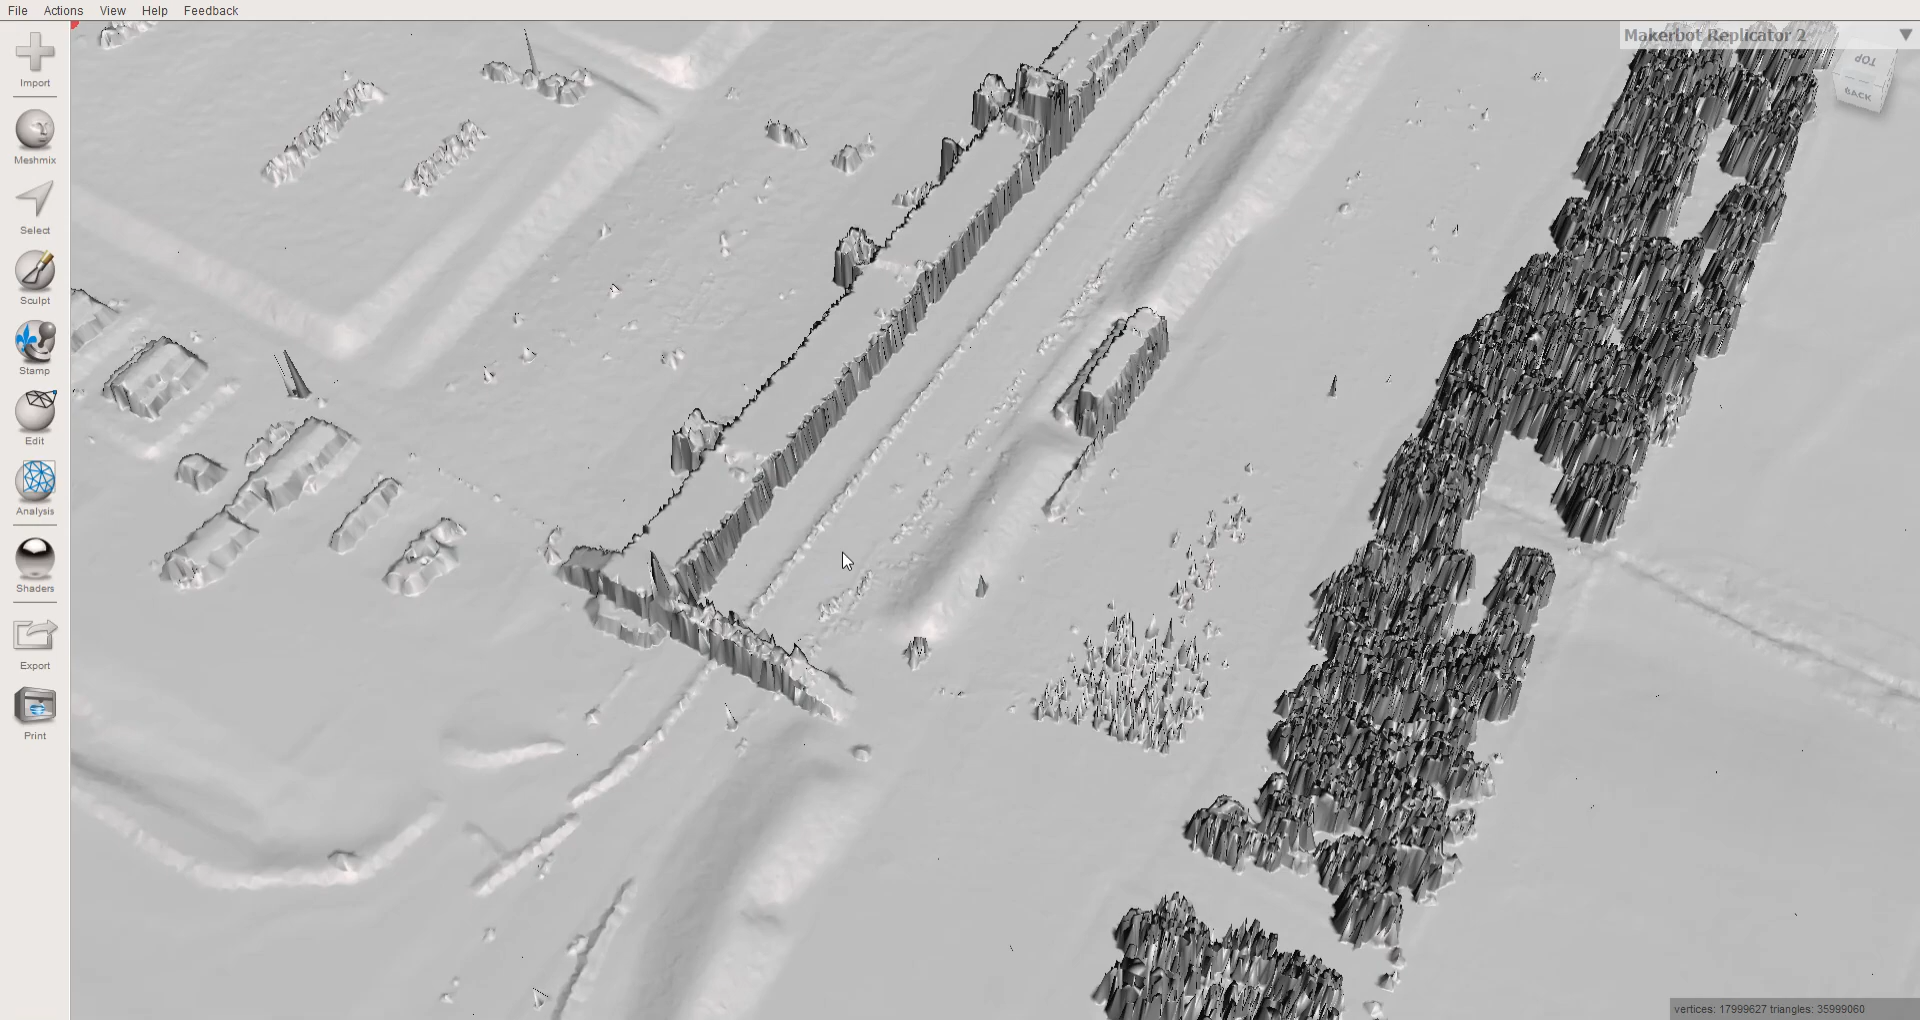 File Actions View Help Feedback
Makerbot Replicator 2
TOP
BACK
Import
Meshmix
Select
Sculpt
Stamp
Edit
Analysis
Shaders
Export
Print
vertices: 17999627 triangles: 35999060